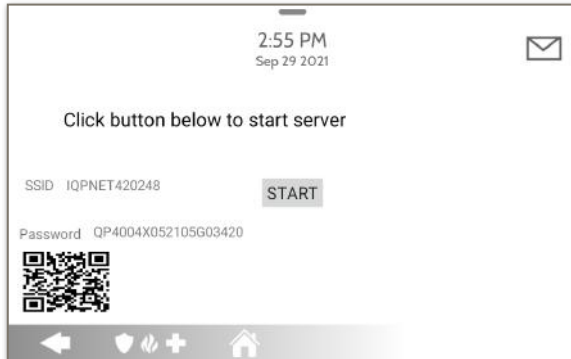 2:55 PM
Sep 29 2021
Click button below to start server
SSID IQPNET420248
START
Password QP4004X052105G03420